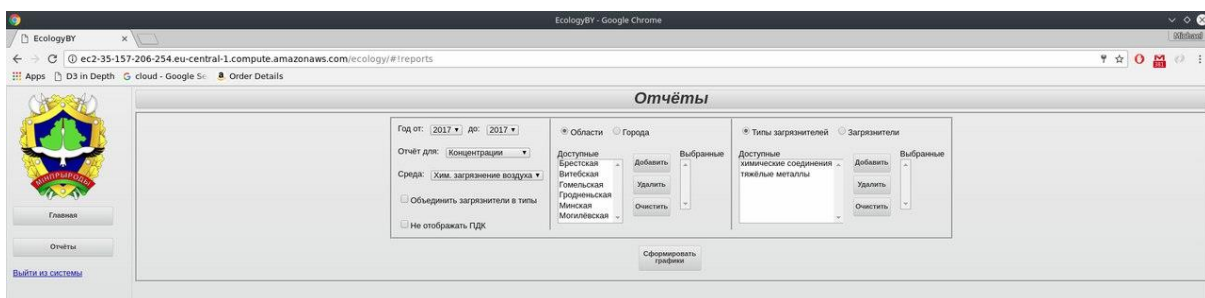 EcologyBY - Google Chrome
EcologyBY
Michael
ec2-35-157-206-254.eu-central-1.compute.amazonaws.com/ecology/#!reports
Apps D3 in Depth cloud - Google Se Order Details
Отчёты
МІНПРЫРОДЫ
Главная
Отчёты
Выйти из системы
Год от: 2017 до: 2017
Отчёт для: Концентрации
Среда: Хим. загрязнение воздуха
Объединить загрязнители в типы
Не отображать ПДК
Области Города
Доступные
Брестская
Витебская
Гомельская
Гродненьская
Минская
Могилёвская
Добавить
Удалить
Очистить
Выбранные
Типы загрязнителей Загрязнители
Доступные
химические соединения
тяжёлые металлы
Добавить
Удалить
Очистить
Выбранные
Сформировать
графики